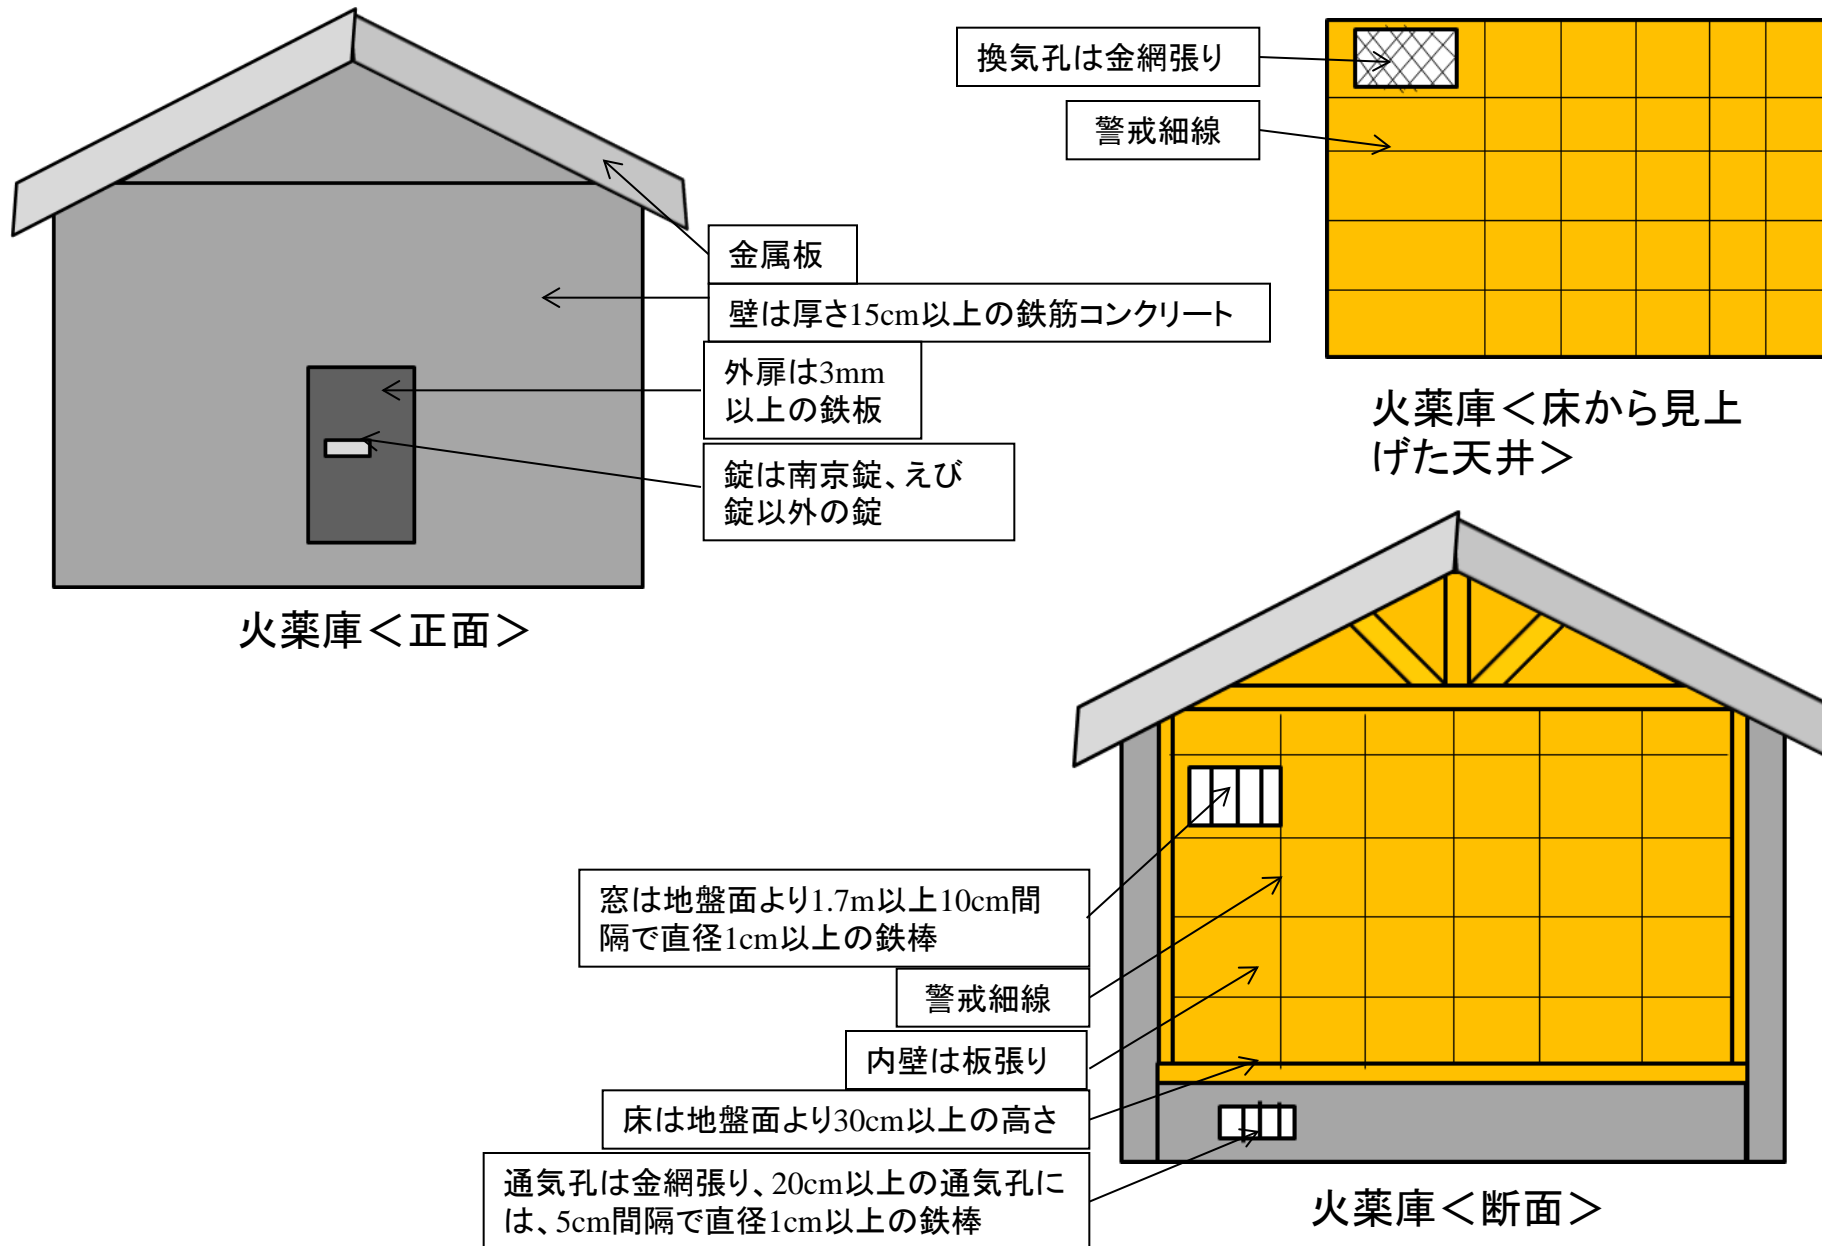 換気孔は金網張り
警戒細線
金属板
壁は厚さ15cm以上の鉄筋コンクリート
外扉は3mm
以上の鉄板
錠は南京錠、えび
錠以外の錠
火薬庫＜正面＞
火薬庫＜床から見上
げた天井＞
窓は地盤面より1.7m以上10cm間
隔で直径1cm以上の鉄棒
警戒細線
内壁は板張り
床は地盤面より30cm以上の高さ
通気孔は金網張り、20cm以上の通気孔に
は、5cm間隔で直径1cm以上の鉄棒
火薬庫＜断面＞